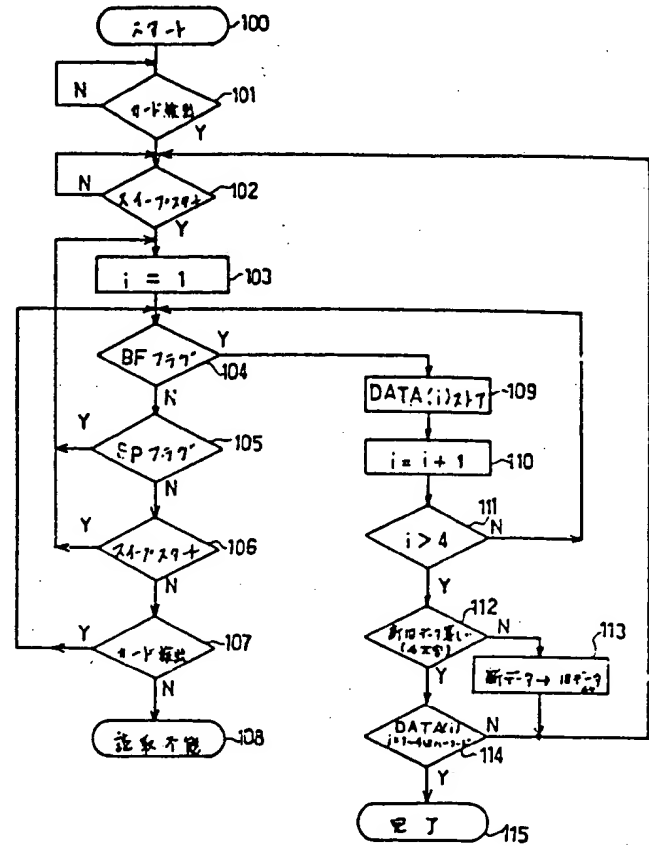 スタート
100
N
カード検出
101
Y
N
スイープスタート
102
Y
i = 1
103
BFフラグ
Y
104
N
DATA(i)ストア
109
Y
SPフラグ
105
N
i = i + 1
110
Y
スイープスタート
106
N
i > 4
111
N
Y
Y
カード検出
107
N
新旧データ等しい
112
N
Y
113
新データ→旧データ
読取不能
108
DATA(i)
114
N
Y
完了
115